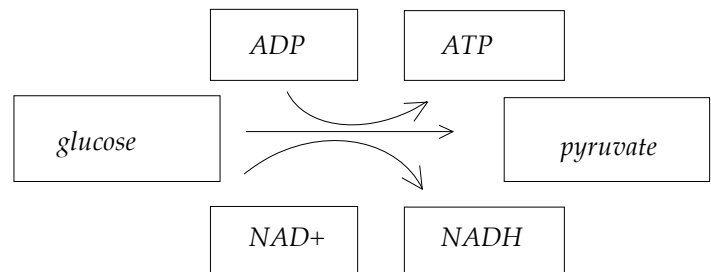 ADP
ATP
glucose
pyruvate
NAD+
NADH